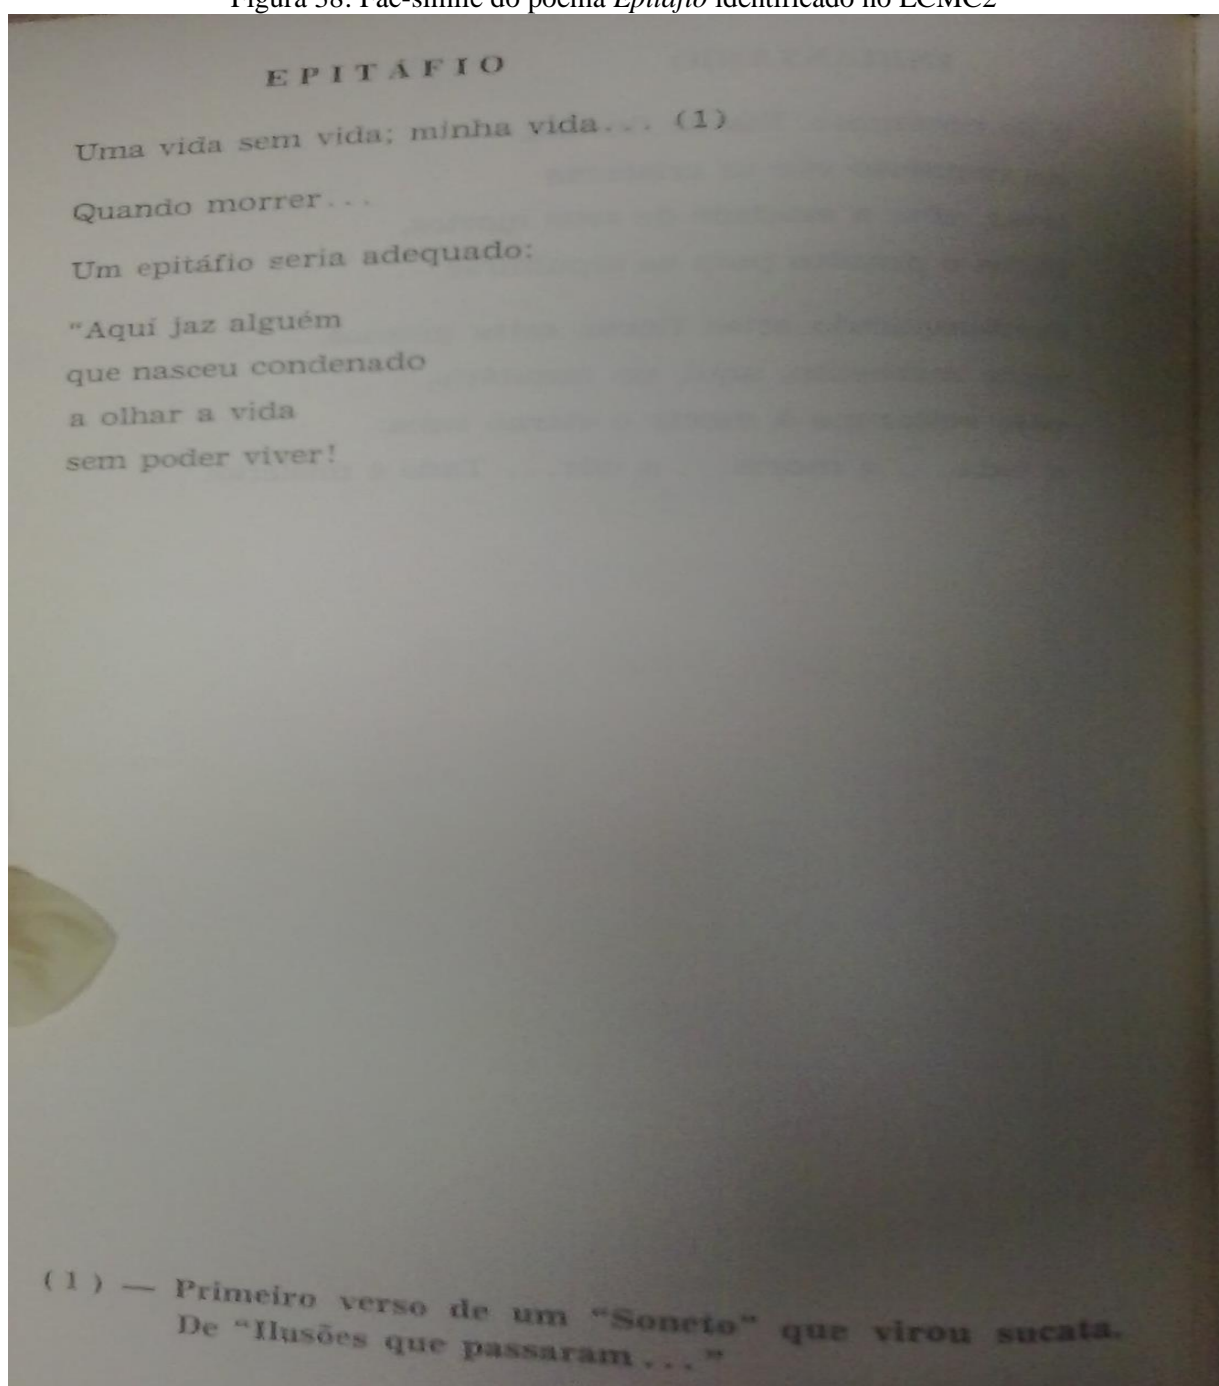 Figura 38: Fac-símile do poema Epitáfio identificado no LCMC2
EPITÁFIO
Uma vida sem vida; minha vida... (1)
Quando morrer...
Um epitáfio seria adequado:
"Aquí jaz alguém
que nasceu condenado
a olhar a vida
sem poder viver!
(1) — Primeiro verso de um "Soneto" que virou sucata.
De "Ilusões que passaram..."